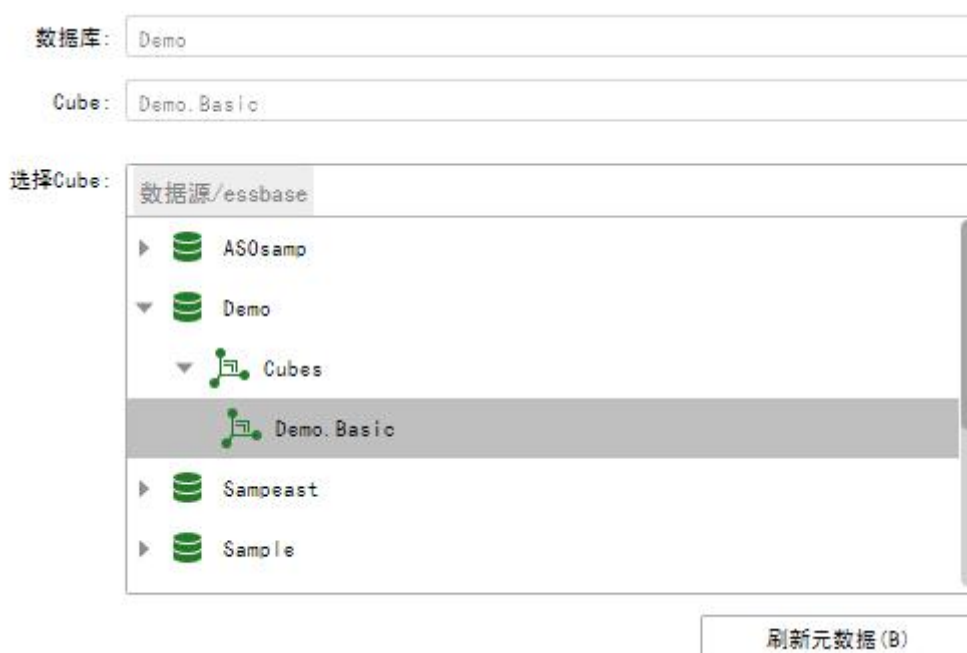 数据库: Demo
Cube: Demo.Basic
选择Cube: 数据源/essbase
ASOsamp
Demo
Cubes
Demo.Basic
Sampeast
Sample
刷新元数据(B)